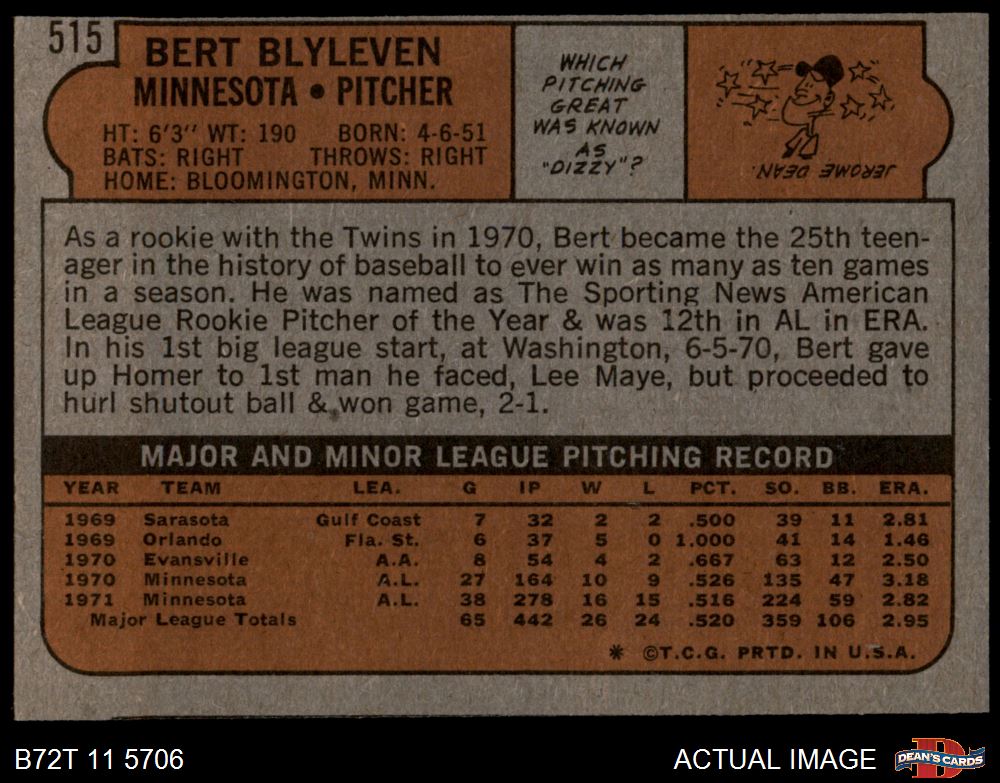 515
BERT BLYLEVEN
MINNESOTA • PITCHER
HT: 6'3'' WT: 190 BORN: 4-6-51
BATS: RIGHT THROWS: RIGHT
HOME: BLOOMINGTON, MINN.
WHICH
PITCHING
GREAT
WAS KNOWN
AS
"DIZZY"?
JEROME DEAN.
As a rookie with the Twins in 1970, Bert became the 25th teen-
ager in the history of baseball to ever win as many as ten games
in a season. He was named as The Sporting News American
League Rookie Pitcher of the Year & was 12th in AL in ERA.
In his 1st big league start, at Washington, 6-5-70, Bert gave
up Homer to 1st man he faced, Lee Maye, but proceeded to
hurl shutout ball & won game, 2-1.
MAJOR AND MINOR LEAGUE PITCHING RECORD
YEAR TEAM LEA. G IP W L PCT. SO. BB. ERA.
1969 Sarasota Gulf Coast 7 32 2 2 .500 39 11 2.81
1969 Orlando Fla. St. 6 37 5 0 1.000 41 14 1.46
1970 Evansville A.A. 8 54 4 2 .667 63 12 2.50
1970 Minnesota A.L. 27 164 10 9 .526 135 47 3.18
1971 Minnesota A.L. 38 278 16 15 .516 224 59 2.82
Major League Totals 65 442 26 24 .520 359 106 2.95
* ©T.C.G. PRTD. IN U.S.A.
B72T 11 5706
ACTUAL IMAGE
D
DEAN'S CARDS